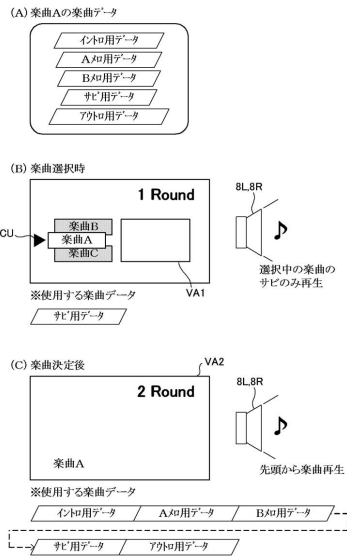 (A) 楽曲Aの楽曲データ
イントロ用データ
Aメロ用データ
Bメロ用データ
サビ用データ
アウトロ用データ
(B) 楽曲選択時
1 Round
8L,8R
CU
楽曲B
楽曲A
楽曲C
VA1
選択中の楽曲の
サビのみ再生
※使用する楽曲データ
サビ用データ
(C) 楽曲決定後
VA2
2 Round
8L,8R
楽曲A
先頭から楽曲再生
※使用する楽曲データ
イントロ用データ Aメロ用データ Bメロ用データ
サビ用データ アウトロ用データ